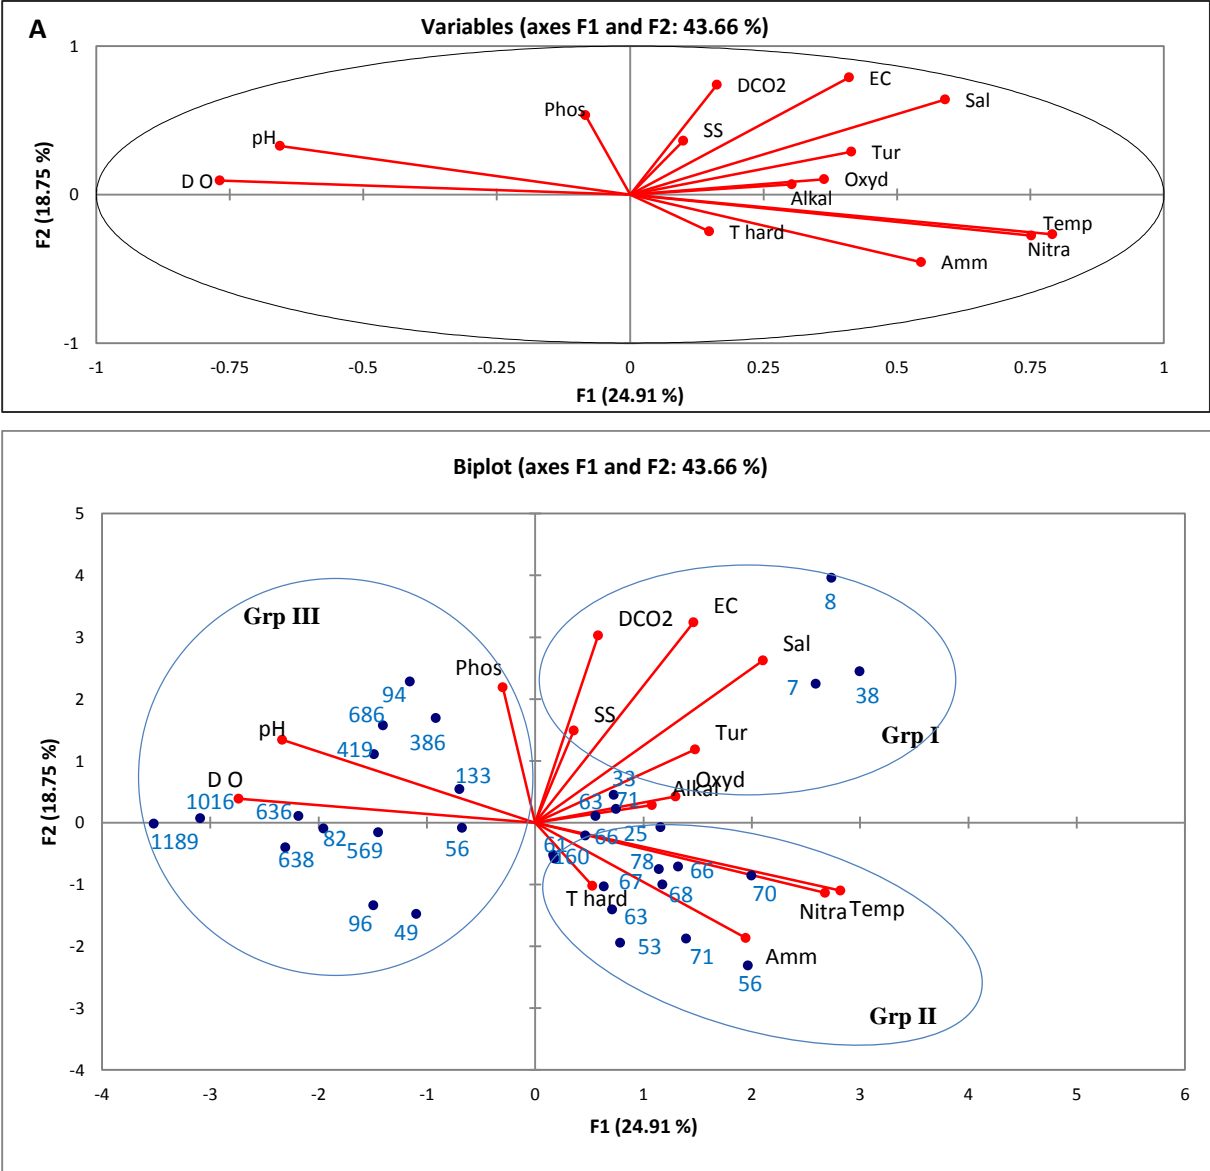 A
Variables (axes F1 and F2: 43.66 %)
1
DCO2
EC
Sal
Phos
SS
pH
Tur
D O
Oxyd
0
Alkal
Temp
T hard
Nitra
Amm
-1
F2 (18.75 %)
-1 -0.75 -0.5 -0.25 0 0.25 0.5 0.75 1
F1 (24.91 %)
Biplot (axes F1 and F2: 43.66 %)
5
4
8
Grp III
DCO2
EC
3
Sal
Phos
94
7
38
2
686
SS
pH
419
386
Tur
Grp I
1
D O
133
33
Oxyd
Alkal
1016
636
63
71
0
1189
82
569
56
66
25
638
61
160
78
66
-1
67
68
70
T hard
Nitra
Temp
96
49
63
53
71
Amm
-2
56
-3
Grp II
-4
F2 (18.75 %)
-4 -3 -2 -1 0 1 2 3 4 5 6
F1 (24.91 %)